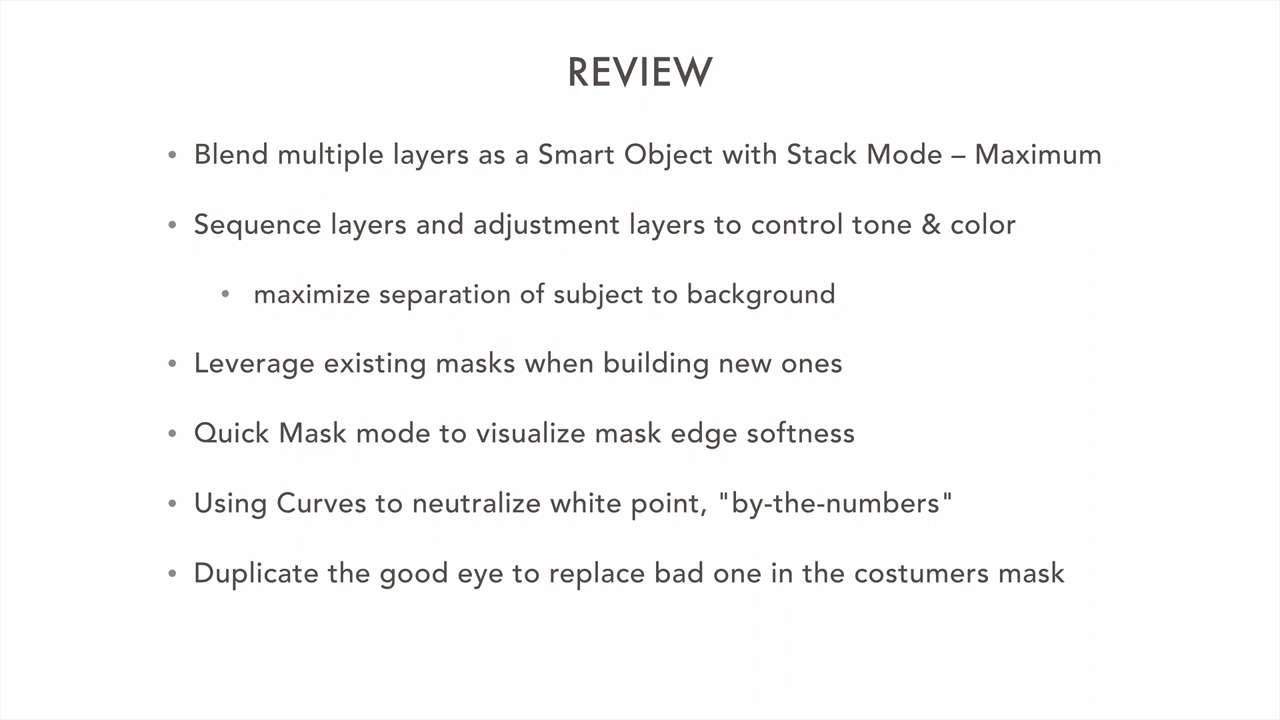 REVIEW
• Blend multiple layers as a Smart Object with Stack Mode – Maximum
• Sequence layers and adjustment layers to control tone & color
• maximize separation of subject to background
• Leverage existing masks when building new ones
• Quick Mask mode to visualize mask edge softness
• Using Curves to neutralize white point, "by-the-numbers"
• Duplicate the good eye to replace bad one in the costumers mask